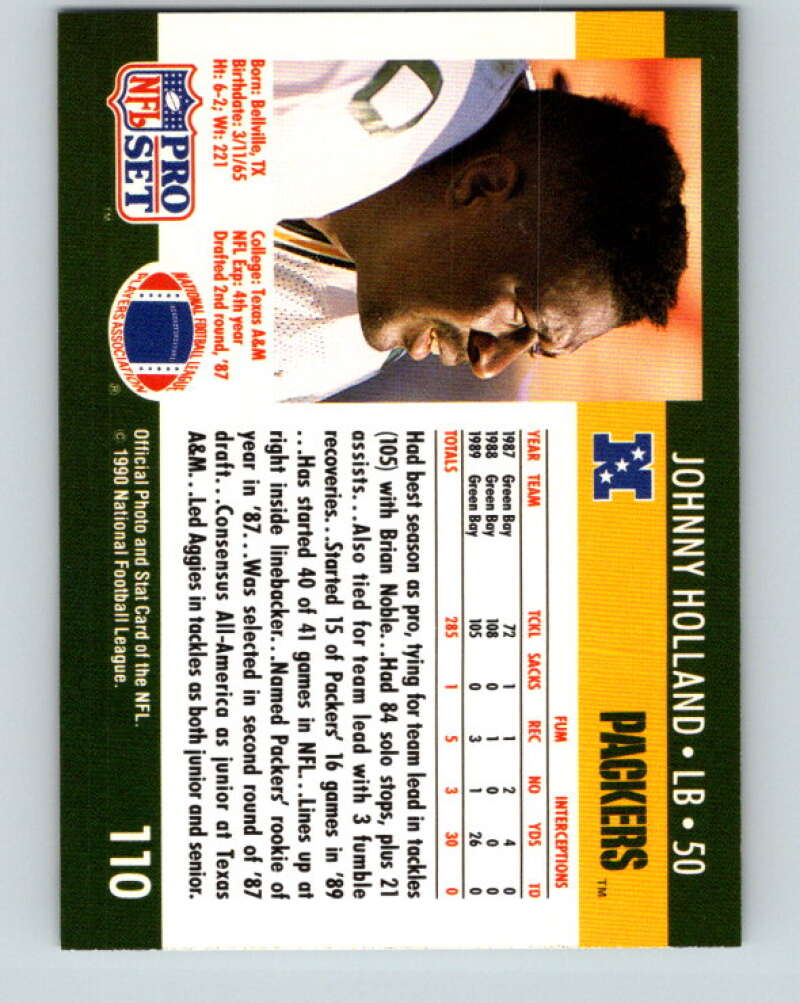 JOHNNY HOLLAND • LB • 50
PACKERS™
N
Born: Bellville, TX
Birthdate: 3/11/65
Ht: 6-2; Wt: 221
College: Texas A&M
NFL Exp: 4th year
Drafted 2nd round, '87
FUM INTERCEPTIONS
YEAR TEAM TCKL SACKS REC NO YDS TD
1987 Green Bay 72 1 1 2 4 0
1988 Green Bay 108 0 1 0 0 0
1989 Green Bay 105 0 3 1 26 0
TOTALS 285 1 5 3 30 0
Had best season as pro, tying for team lead in tackles
(105) with Brian Noble...Had 84 solo stops, plus 21
assists...Also tied for team lead with 3 fumble
recoveries...Started 15 of Packers' 16 games in '89
...Has started 40 of 41 games in NFL...Lines up at
right inside linebacker...Named Packers' rookie of
year in '87...Was selected in second round of '87
draft...Consensus All-America as junior at Texas
A&M...Led Aggies in tackles as both junior and senior.
NFL
PRO
SET
™
NATIONAL FOOTBALL LEAGUE
PLAYERS ASSOCIATION
®
Official Photo and Stat Card of the NFL.
© 1990 National Football League.
110